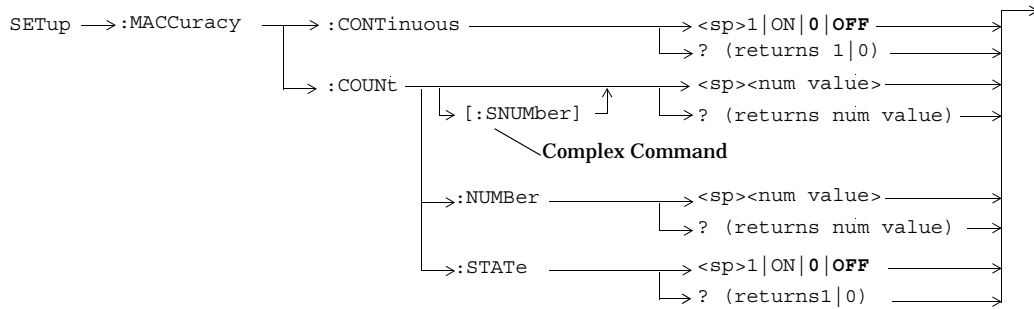 SETup :MACCuracy :CONTinuous <sp>1|ON|0|OFF
? (returns 1|0)
:COUNt <sp><num value>
[:SNUMber] ? (returns num value)
Complex Command
:NUMBer <sp><num value>
? (returns num value)
:STATe <sp>1|ON|0|OFF
? (returns1|0)